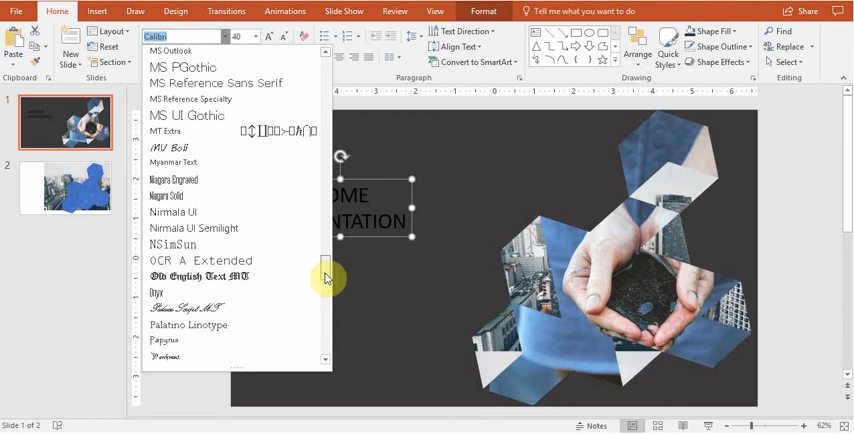 File Home Insert Draw Design Transitions Animations Slide Show Review View Format Tell me what you want to do Share
New Slide Layout Reset Section
Calibri 40
Text Direction Align Text Convert to SmartArt
Arrange Quick Styles
Shape Fill Shape Outline Shape Effects
Find Replace Select
Clipboard Slides Paragraph Drawing Editing
MS Outlook
MS PGothic
MS Reference Sans Serif
MS Reference Specialty
MS UI Gothic
MT Extra
MV Boli
Myanmar Text
Niagara Engraved
Niagara Solid
Nirmala UI
Nirmala UI Semilight
NSimSun
OCR A Extended
Old English Text MT
Onyx
Palace Script MT
Palatino Linotype
Papyrus
Parchment
1
2
OME
NTATION
Slide 1 of 2 Notes 62%